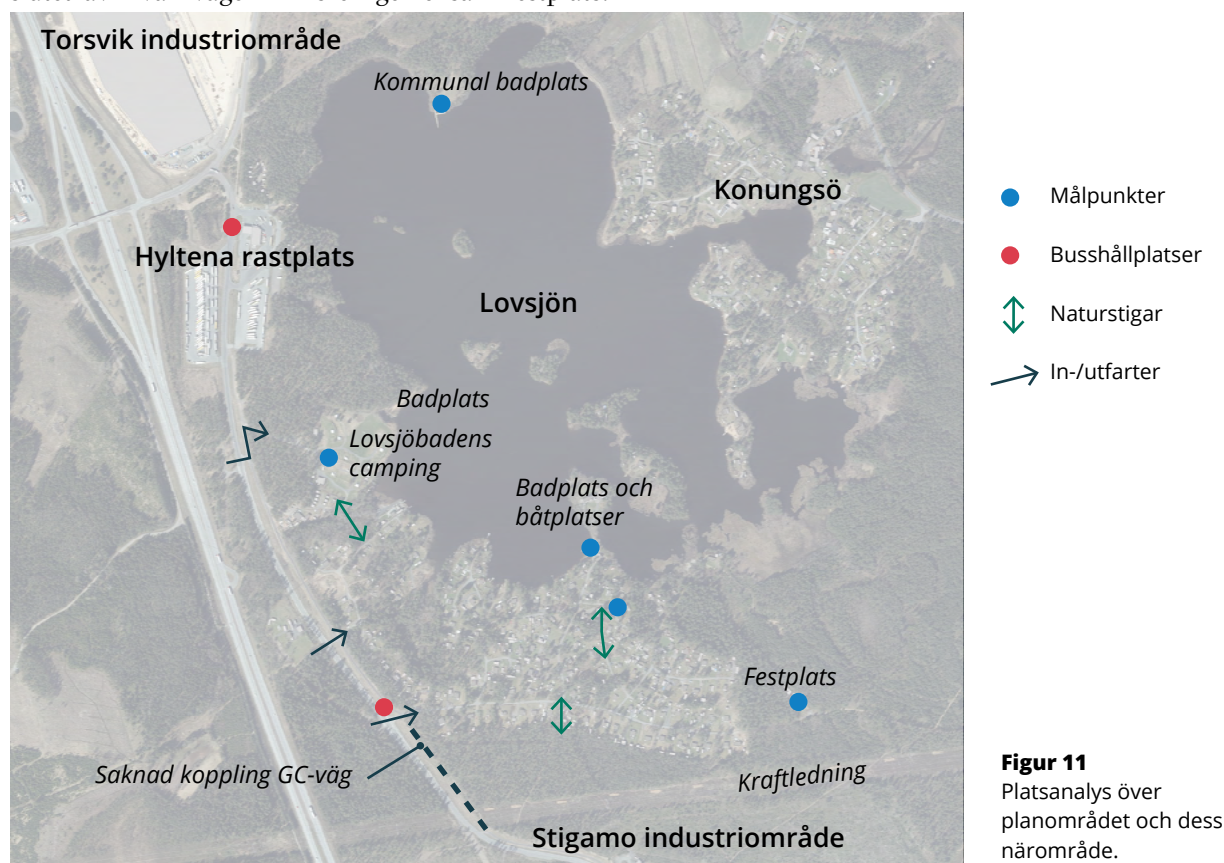 Torsvik industriområde
Kommunal badplats
Konungsö
Hyltena rastplats
Lovsjön
Badplats
Lovsjöbadens
camping
Badplats och
båtplatser
Festplats
Saknad koppling GC-väg
Kraftledning
Stigamo industriområde
Målpunkter
Busshållplatser
Naturstigar
In-/utfarter
Figur 11
Platsanalys över
planområdet och dess
närområde.